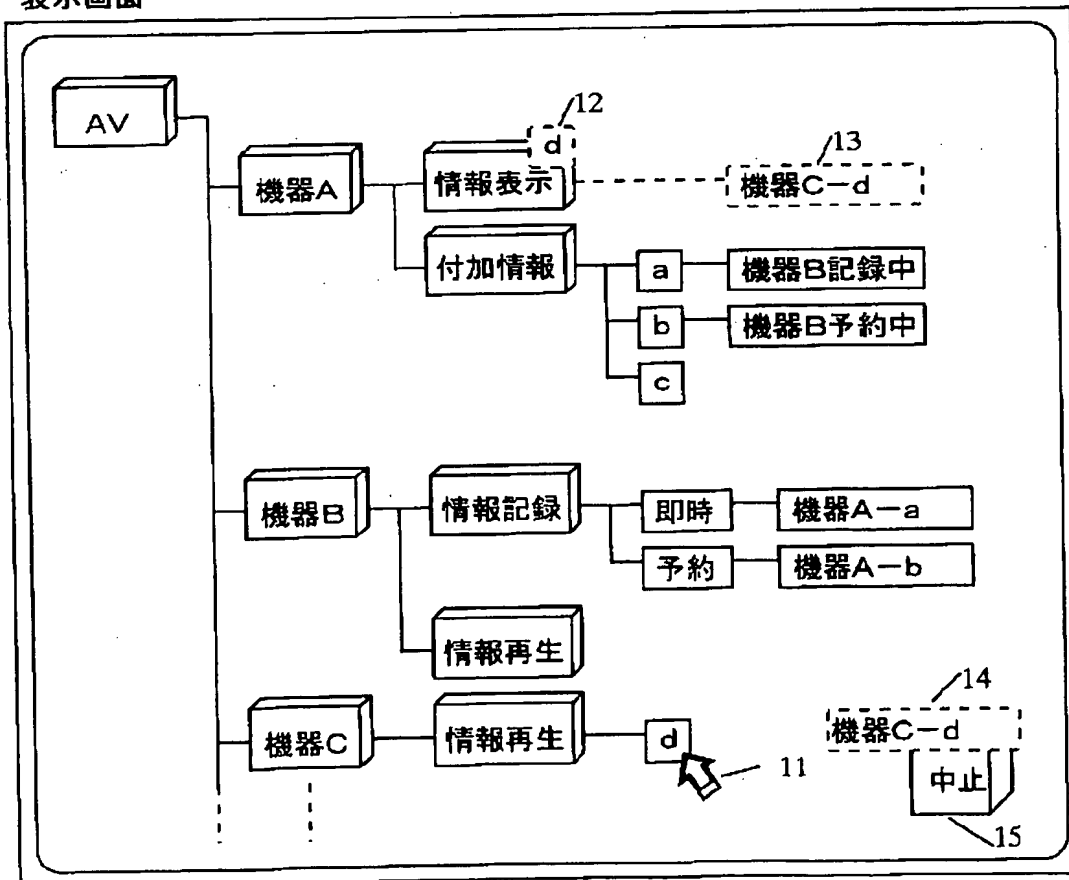 表示画面
AV
12
d
13
機器A
情報表示
機器C-d
付加情報
a
機器B記録中
b
機器B予約中
c
機器B
情報記録
即時
機器A-a
予約
機器A-b
情報再生
14
機器C
情報再生
d
11
機器C-d
中止
15